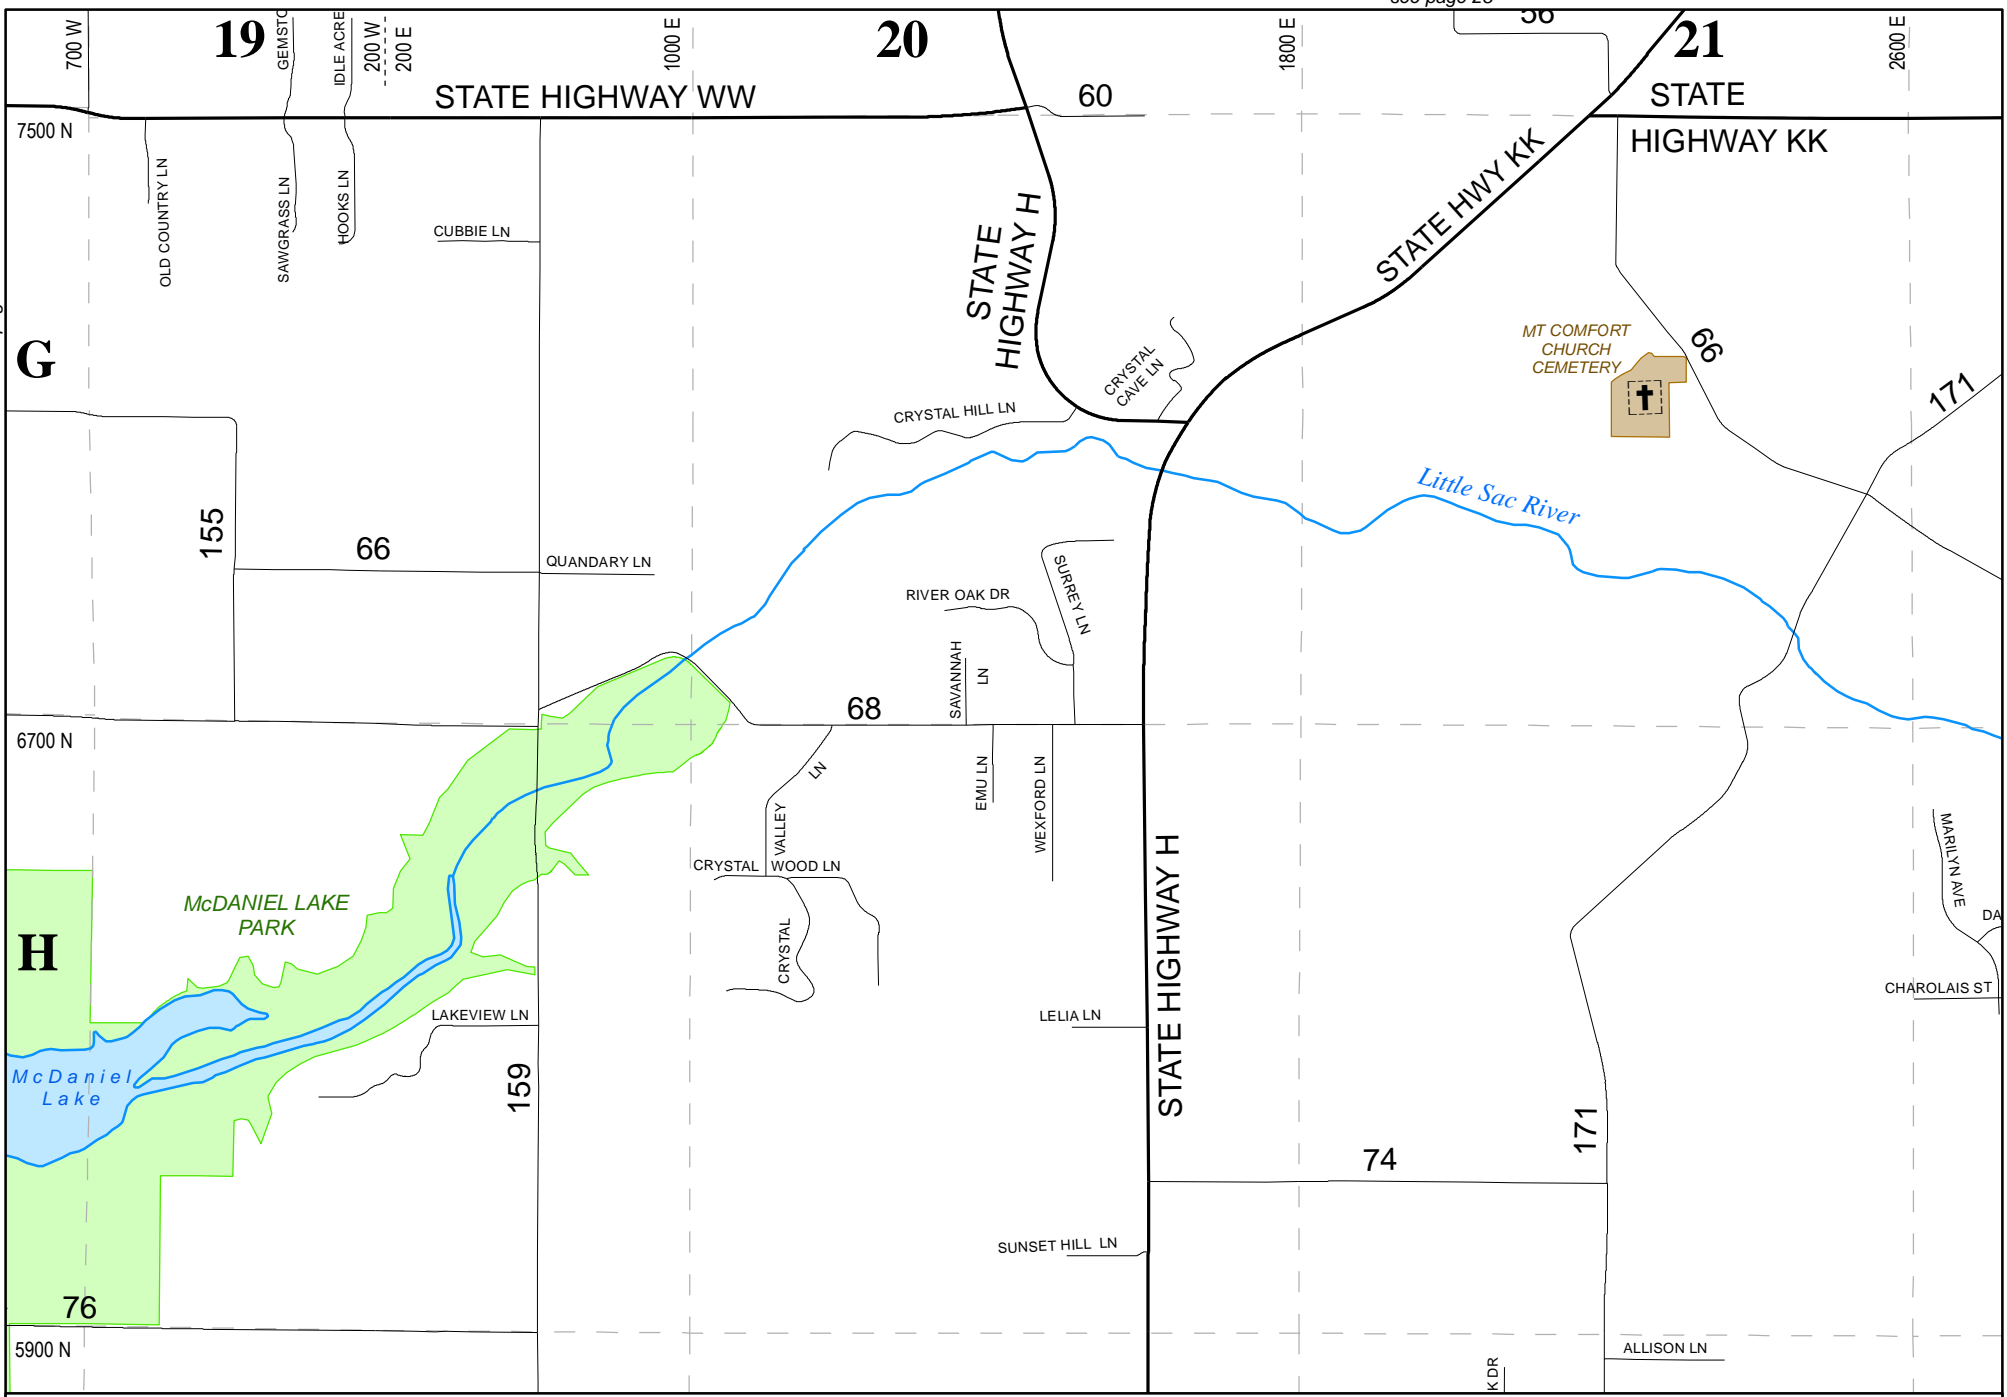 56
700 W
19
GEMSTO
IDLE ACRE
200 W
200 E
1000 E
20
1800 E
21
2600 E
STATE HIGHWAY WW
60
STATE
HIGHWAY KK
7500 N
OLD COUNTRY LN
SAWGRASS LN
HOOKS LN
CUBBIE LN
STATE
HIGHWAY H
STATE HWY KK
G
CRYSTAL
CAVE LN
MT COMFORT
CHURCH
CEMETERY
66
171
CRYSTAL HILL LN
Little Sac River
155
66
QUANDARY LN
RIVER OAK DR
SURREY LN
SAVANNAH
LN
68
6700 N
LN
VALLEY
EMU LN
WEXFORD LN
CRYSTAL WOOD LN
CRYSTAL
STATE HIGHWAY H
MARILYN AVE
DA
McDANIEL LAKE
PARK
H
CHAROLAIS ST
LAKEVIEW LN
LELIA LN
McDaniel
Lake
159
171
74
SUNSET HILL LN
76
5900 N
ALLISON LN
K DR